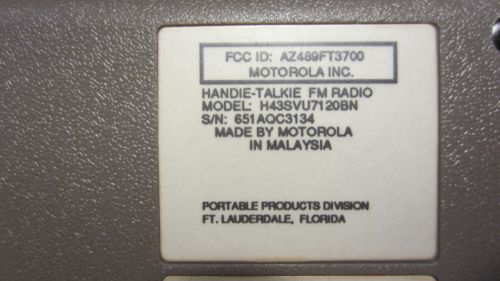 FCC ID: AZ489FT3700
MOTOROLA INC.
HANDIE-TALKIE FM RADIO
MODEL: H43SVU7120BN
S/N: 651AQC3134
MADE BY MOTOROLA
IN MALAYSIA
PORTABLE PRODUCTS DIVISION
FT. LAUDERDALE, FLORIDA